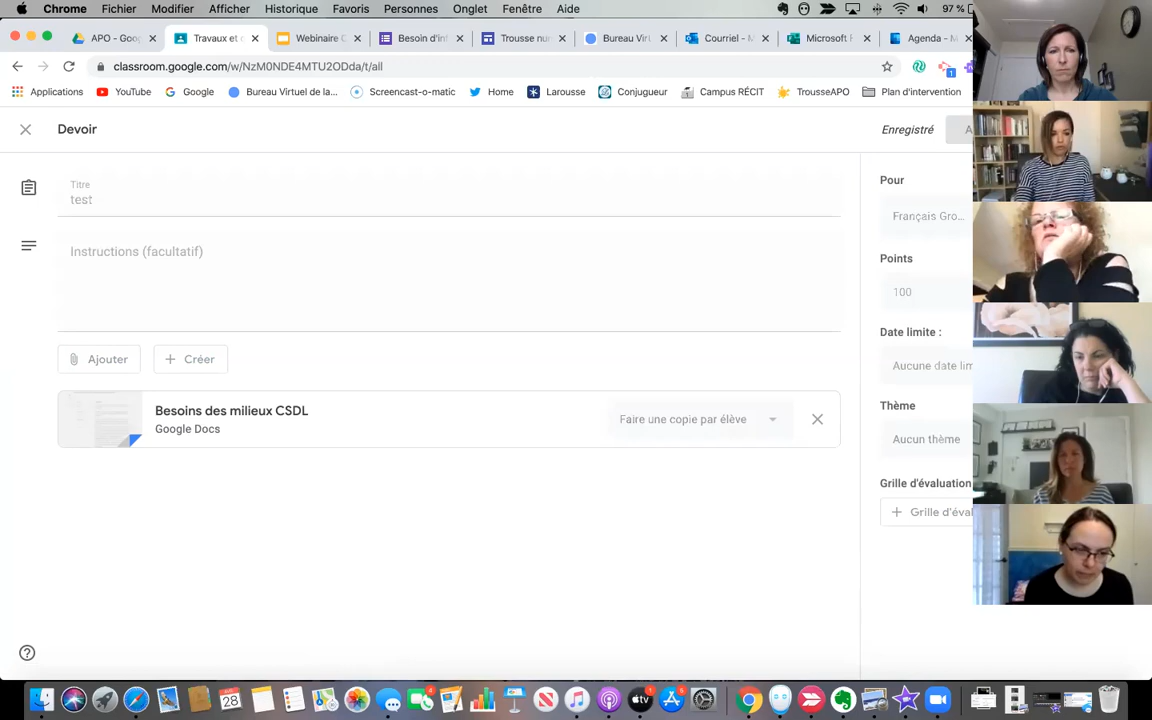 Chrome Fichier Modifier Afficher Historique Favoris Personnes Onglet Fenêtre Aide 97 %
APO - Goog Travaux et d Webinaire C Besoin d'inf Trousse nu Bureau Virt Courriel - M Microsoft F Agenda - M
classroom.google.com/w/NzM0NDE4MTU2ODda/t/all
Applications YouTube Google Bureau Virtuel de la... Screencast-o-matic Home Larousse Conjugueur Campus RÉCIT TrousseAPO Plan d'intervention
Devoir
Enregistré A
Titre
test
Instructions (facultatif)
Ajouter Créer
Besoins des milieux CSDL
Google Docs
Faire une copie par élève
Pour
Français Gro...
Points
100
Date limite :
Aucune date lim
Thème
Aucun thème
Grille d'évaluation
Grille d'éval